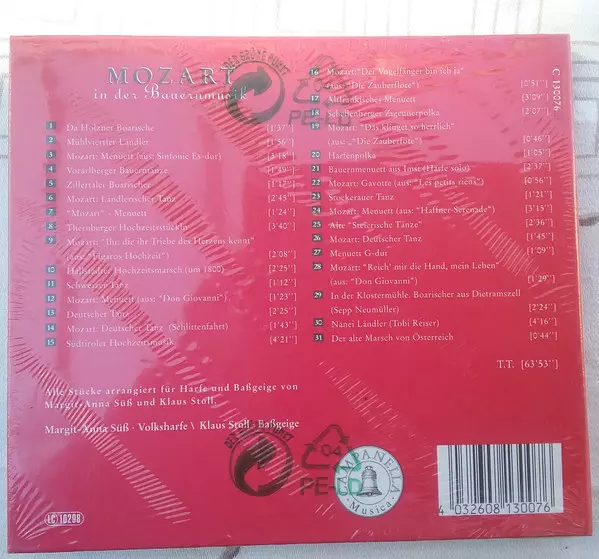 MOZART
in der Bauernmusik
1 Da Holzner Boarische [1'37'']
2 Mühlviertler Ländler [1'56'']
3 Mozart: Menuett (aus: Sinfonie Es-dur) [3'18'']
4 Vorarlberger Bauerntänze [1'49'']
5 Zillertaler Boarischer [1'17'']
6 Mozart: Ländlerischer Tanz [2'45'']
7 "Mozart" - Menuett [1'24'']
8 Thernberger Hochzeitsstückln [3'40'']
9 Mozart: "Ihr, die ihr Triebe des Herzens kennt"
(aus: "Figaros Hochzeit") [2'08'']
10 Hallstätter Hochzeitsmarsch (um 1800) [2'25'']
11 Schweizer Tanz [1'12'']
12 Mozart: Menuett (aus: "Don Giovanni") [1'23'']
13 Deutscher Tanz [2'25'']
14 Mozart: Deutscher Tanz (Schlittenfahrt) [1'43'']
15 Südtiroler Hochzeitsmusik [4'21'']
16 Mozart: "Der Vogelfänger bin ich ja"
(aus: "Die Zauberflöte") [0'51'']
17 Altfränkisches Menuett [3'09'']
18 Schellenberger Zigeunerpolka [2'07'']
19 Mozart: "Das klinget so herrlich"
(aus: "Die Zauberflöte") [0'46'']
20 Harfenpolka [1'05'']
21 Bauernmenuett aus Imst (Harfe solo) [2'37'']
22 Mozart: Gavotte (aus: "Les petits riens") [0'56'']
23 Stockerauer Tanz [1'21'']
24 Mozart: Menuett (aus: "Haffner-Serenade") [3'15'']
25 Alte "Steierische Tänze" [2'36'']
26 Mozart: Deutscher Tanz [1'45'']
27 Menuett G-dur [1'09'']
28 Mozart: "Reich' mir die Hand, mein Leben"
(aus: "Don Giovanni") [1'29'']
29 In der Klostermühle. Boarischer aus Dietramszell
(Sepp Neumüller) [2'24'']
30 Nanei Ländler (Tobi Reiser) [4'16'']
31 Der alte Marsch von Österreich [0'44'']
T.T. [63'53'']
C 130076
Alle Stücke arrangiert für Harfe und Baßgeige von
Margit-Anna Süß und Klaus Stoll.
Margit-Anna Süß · Volksharfe \ Klaus Stoll · Baßgeige
DER GRÜNE PUNKT
04
PE-LD
CAMPANELLA
Musica
LC 10298
4 032608 130076